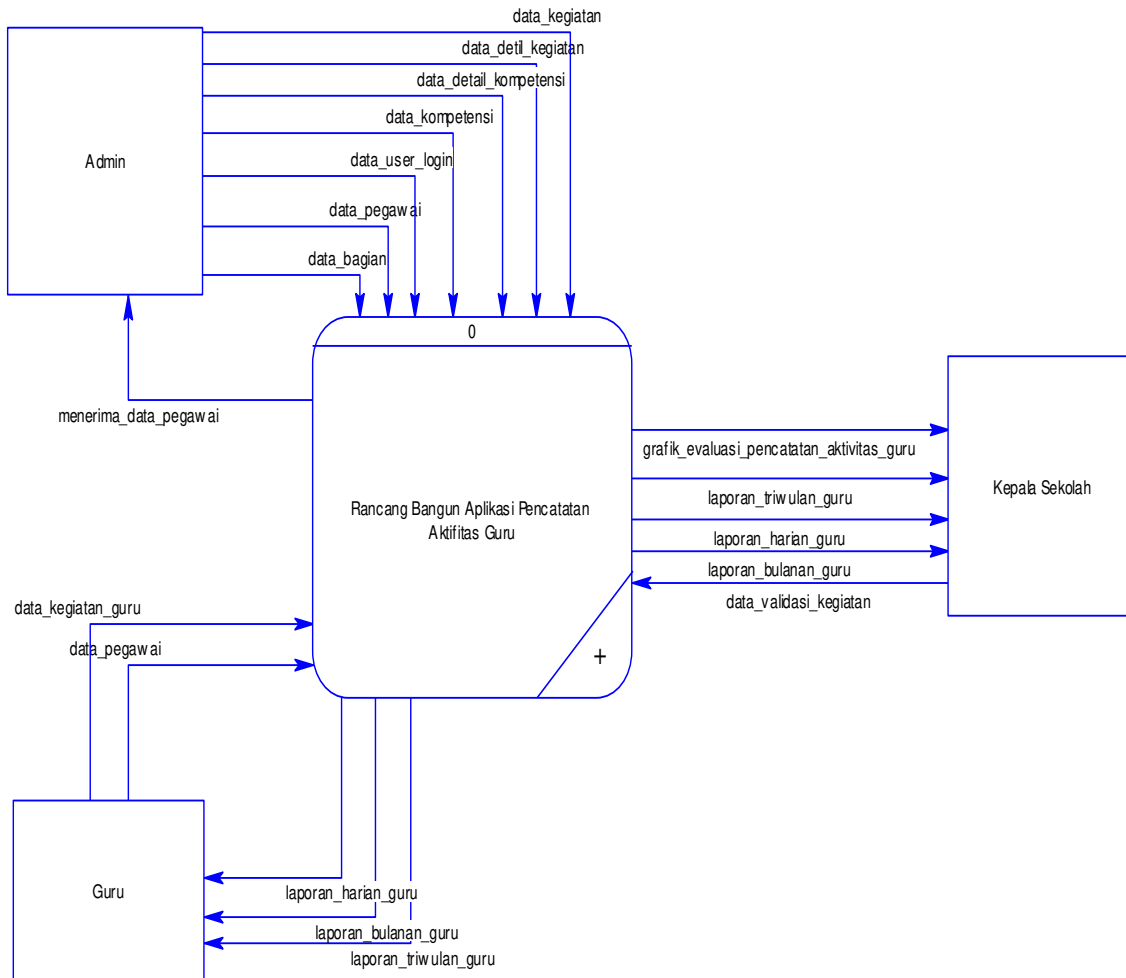 data_kegiatan
data_detil_kegiatan
data_detail_kompetensi
data_kompetensi
Admin
data_user_login
data_pegawai
data_bagian
0
menerima_data_pegawai
grafik_evaluasi_pencatatan_aktivitas_guru
Kepala Sekolah
laporan_triwulan_guru
Rancang Bangun Aplikasi Pencatatan
Aktifitas Guru
laporan_harian_guru
laporan_bulanan_guru
data_validasi_kegiatan
data_kegiatan_guru
data_pegawai
+
Guru
laporan_harian_guru
laporan_bulanan_guru
laporan_triwulan_guru